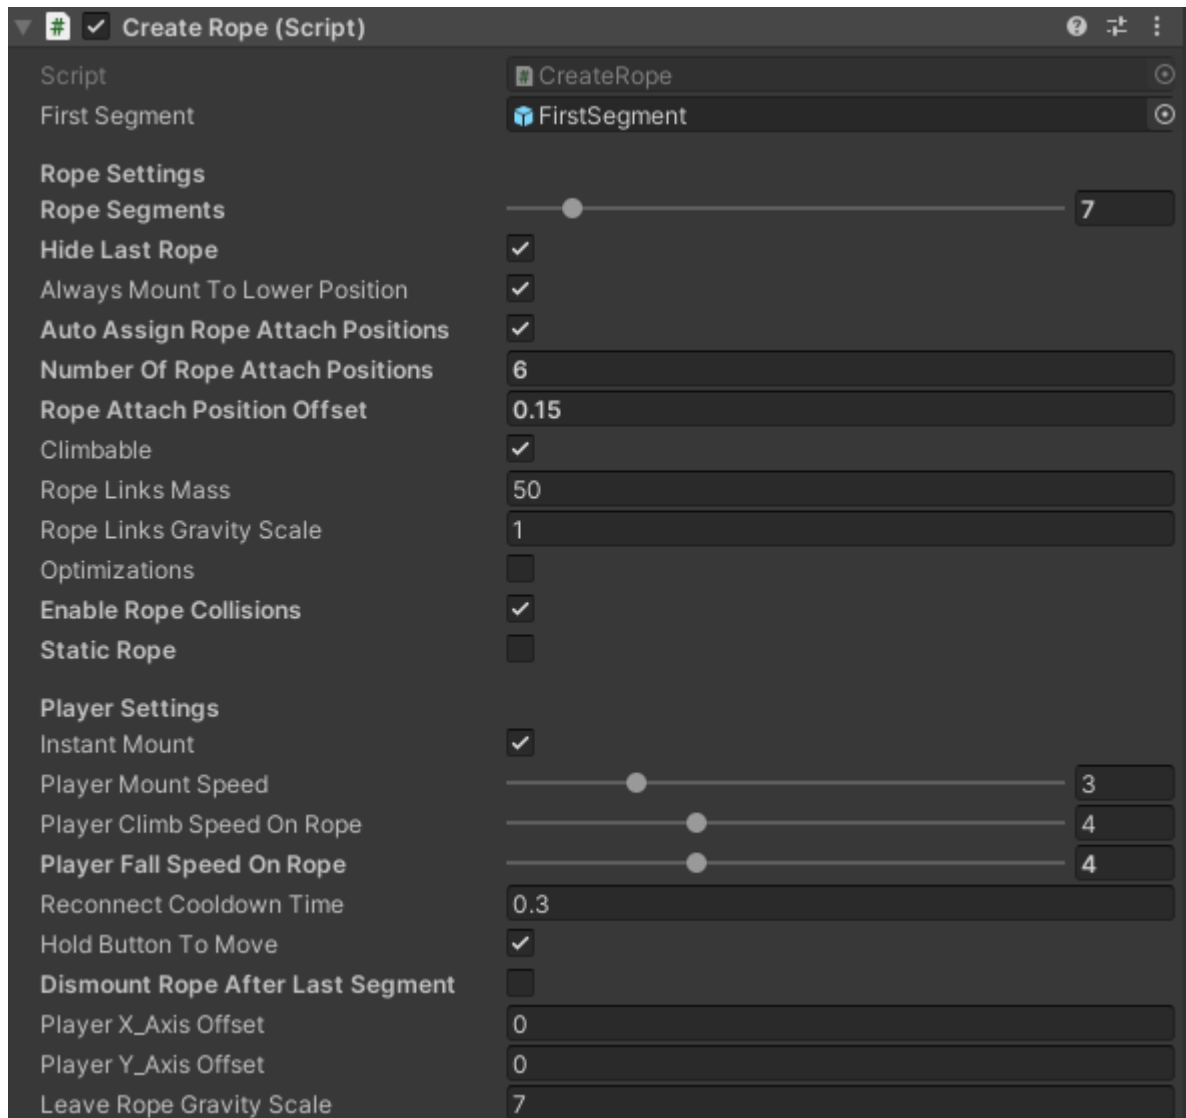 Create Rope (Script)
Script CreateRope
First Segment FirstSegment
Rope Settings
Rope Segments 7
Hide Last Rope
Always Mount To Lower Position
Auto Assign Rope Attach Positions
Number Of Rope Attach Positions 6
Rope Attach Position Offset 0.15
Climbable
Rope Links Mass 50
Rope Links Gravity Scale 1
Optimizations
Enable Rope Collisions
Static Rope
Player Settings
Instant Mount
Player Mount Speed 3
Player Climb Speed On Rope 4
Player Fall Speed On Rope 4
Reconnect Cooldown Time 0.3
Hold Button To Move
Dismount Rope After Last Segment
Player X_Axis Offset 0
Player Y_Axis Offset 0
Leave Rope Gravity Scale 7